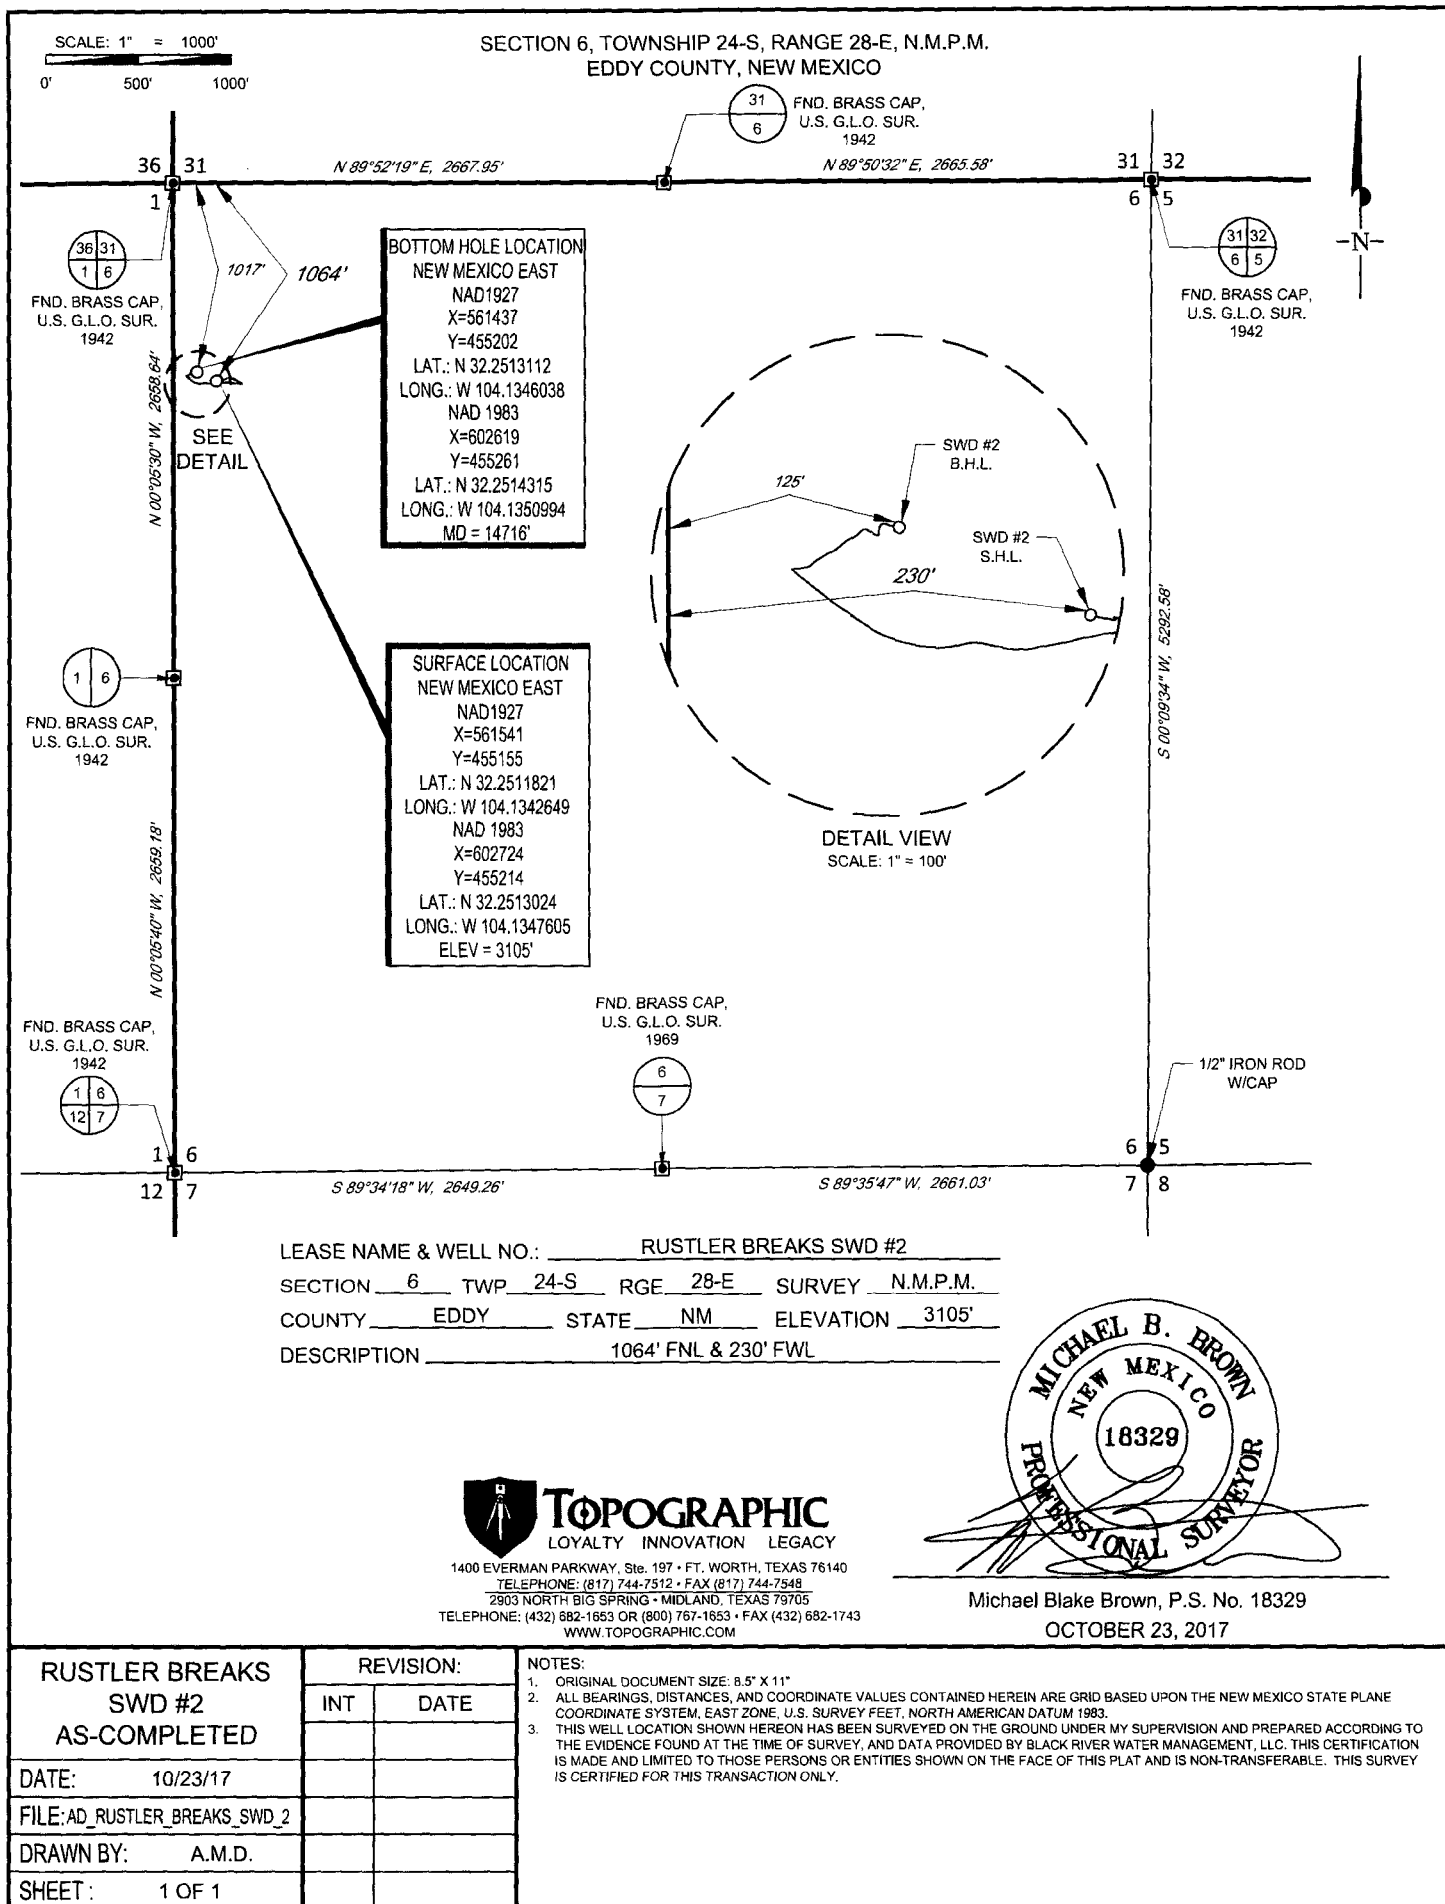 SCALE: 1" = 1000'
0' 500' 1000'
SECTION 6, TOWNSHIP 24-S, RANGE 28-E, N.M.P.M.
EDDY COUNTY, NEW MEXICO
31
6
FND. BRASS CAP,
U.S. G.L.O. SUR.
1942
36 31
1
N 89°52'19" E, 2667.95'
N 89°50'32" E, 2665.58'
31 32
6 5
36 31
1 6
FND. BRASS CAP,
U.S. G.L.O. SUR.
1942
1017'
1064'
31 32
6 5
FND. BRASS CAP,
U.S. G.L.O. SUR.
1942
-N-
BOTTOM HOLE LOCATION
NEW MEXICO EAST
NAD1927
X=561437
Y=455202
LAT.: N 32.2513112
LONG.: W 104.1346038
NAD 1983
X=602619
Y=455261
LAT.: N 32.2514315
LONG.: W 104.1350994
MD = 14716'
N 00°05'30" W, 2658.64'
SEE
DETAIL
SWD #2
B.H.L.
125'
SWD #2
S.H.L.
230'
DETAIL VIEW
SCALE: 1" = 100'
S 00°09'34" W, 5292.58'
1 6
FND. BRASS CAP,
U.S. G.L.O. SUR.
1942
SURFACE LOCATION
NEW MEXICO EAST
NAD1927
X=561541
Y=455155
LAT.: N 32.2511821
LONG.: W 104.1342649
NAD 1983
X=602724
Y=455214
LAT.: N 32.2513024
LONG.: W 104.1347605
ELEV = 3105'
N 00°05'40" W, 2659.18'
FND. BRASS CAP,
U.S. G.L.O. SUR.
1942
1 6
12 7
FND. BRASS CAP,
U.S. G.L.O. SUR.
1969
6
7
1/2" IRON ROD
W/CAP
1 6
12 7
S 89°34'18" W, 2649.26'
S 89°35'47" W, 2661.03'
6 5
7 8
LEASE NAME & WELL NO.: RUSTLER BREAKS SWD #2
SECTION 6 TWP 24-S RGE 28-E SURVEY N.M.P.M.
COUNTY EDDY STATE NM ELEVATION 3105'
DESCRIPTION 1064' FNL & 230' FWL
MICHAEL B. BROWN
NEW MEXICO
18329
PROFESSIONAL SURVEYOR
TOPOGRAPHIC
LOYALTY INNOVATION LEGACY
1400 EVERMAN PARKWAY, Ste. 197 • FT. WORTH, TEXAS 76140
TELEPHONE: (817) 744-7512 • FAX (817) 744-7548
2903 NORTH BIG SPRING • MIDLAND, TEXAS 79705
TELEPHONE: (432) 682-1653 OR (800) 767-1653 • FAX (432) 682-1743
WWW.TOPOGRAPHIC.COM
Michael Blake Brown, P.S. No. 18329
OCTOBER 23, 2017
RUSTLER BREAKS
SWD #2
AS-COMPLETED
DATE: 10/23/17
FILE:AD_RUSTLER_BREAKS_SWD_2
DRAWN BY: A.M.D.
SHEET : 1 OF 1
REVISION:
INT DATE
NOTES:
1. ORIGINAL DOCUMENT SIZE: 8.5" X 11"
2. ALL BEARINGS, DISTANCES, AND COORDINATE VALUES CONTAINED HEREIN ARE GRID BASED UPON THE NEW MEXICO STATE PLANE
COORDINATE SYSTEM, EAST ZONE, U.S. SURVEY FEET, NORTH AMERICAN DATUM 1983.
3. THIS WELL LOCATION SHOWN HEREON HAS BEEN SURVEYED ON THE GROUND UNDER MY SUPERVISION AND PREPARED ACCORDING TO
THE EVIDENCE FOUND AT THE TIME OF SURVEY, AND DATA PROVIDED BY BLACK RIVER WATER MANAGEMENT, LLC. THIS CERTIFICATION
IS MADE AND LIMITED TO THOSE PERSONS OR ENTITIES SHOWN ON THE FACE OF THIS PLAT AND IS NON-TRANSFERABLE. THIS SURVEY
IS CERTIFIED FOR THIS TRANSACTION ONLY.